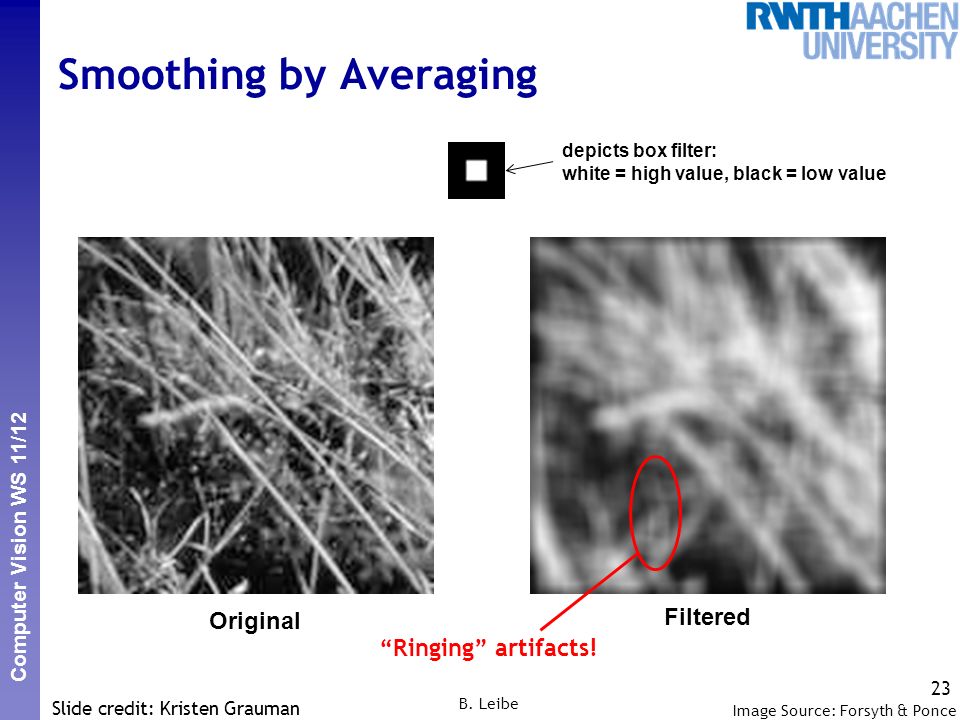 RWTHAACHEN
UNIVERSITY
Smoothing by Averaging
depicts box filter:
white = high value, black = low value
Computer Vision WS 11/12
Original
Filtered
“Ringing” artifacts!
23
Slide credit: Kristen Grauman
B. Leibe
Image Source: Forsyth & Ponce